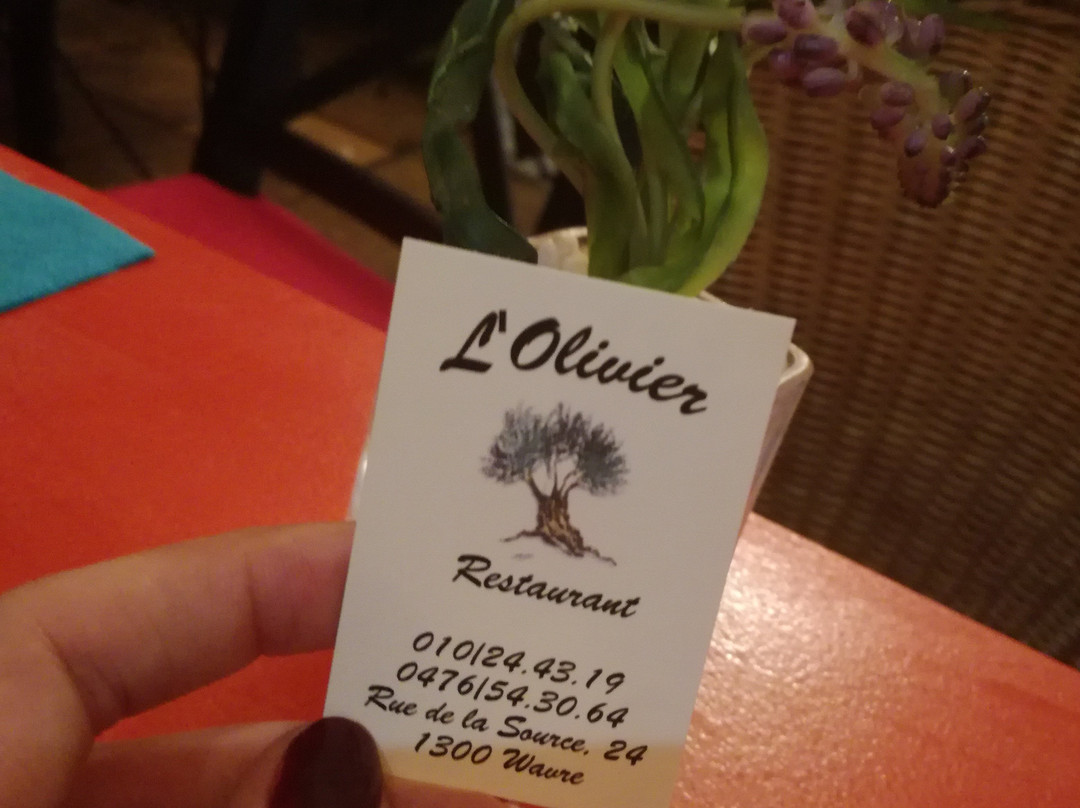 L'Olivier
Restaurant
010/24.43.19
0476/54.30.64
Rue de la Source, 24
1300 Wavre